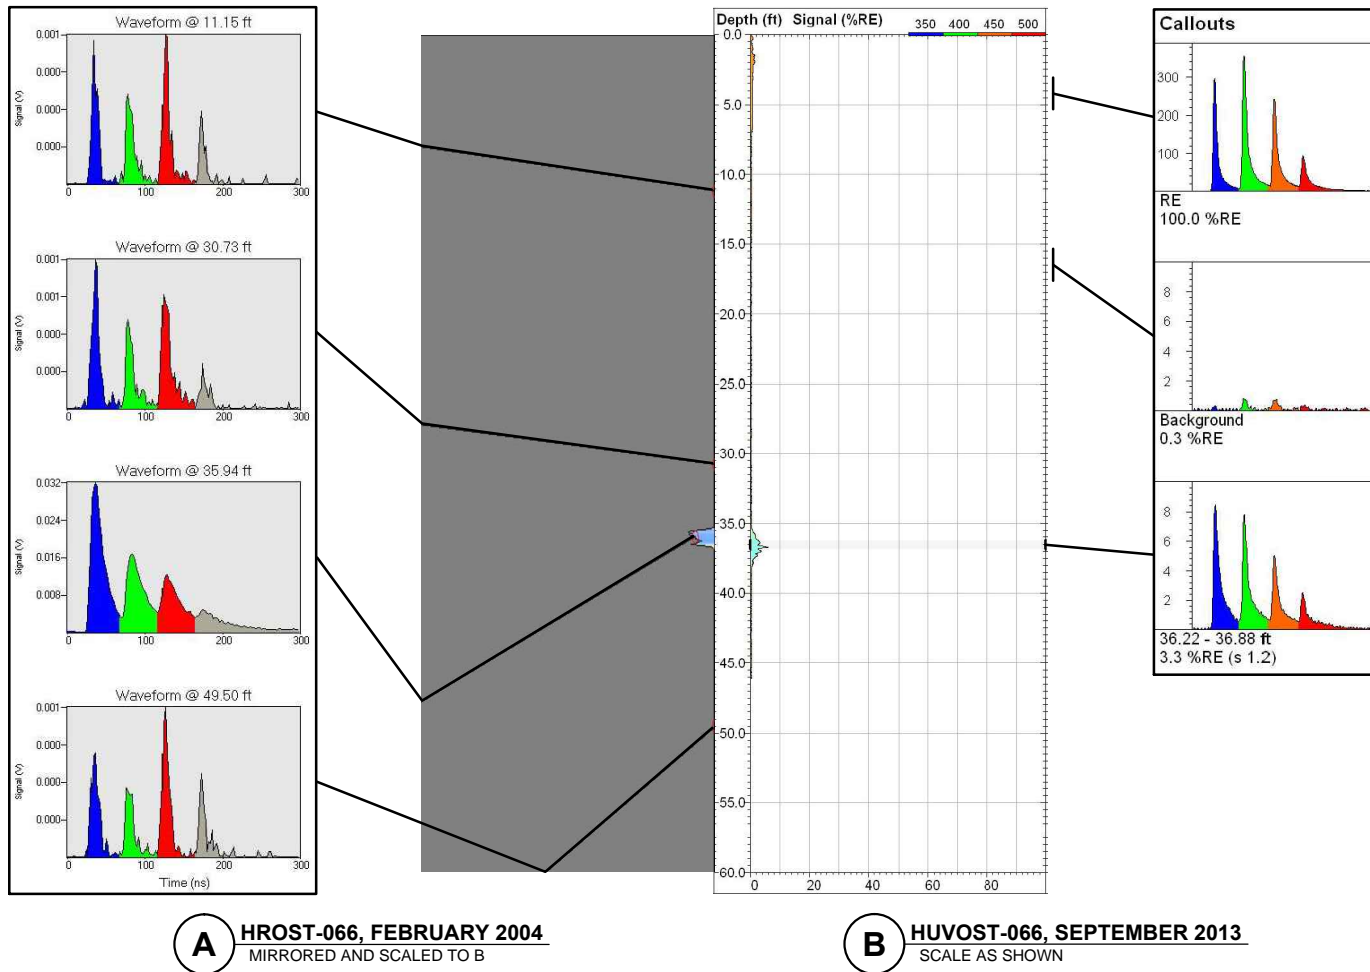 Waveform @ 11.15 ft
Signal (V)
0.001
0.000
0.000
0.000
0 100 200 300
Waveform @ 30.73 ft
Signal (V)
0.001
0.001
0.000
0.000
0 100 200 300
Waveform @ 35.94 ft
Signal (V)
0.032
0.024
0.016
0.008
0 100 200 300
Waveform @ 49.50 ft
Signal (V)
0.001
0.000
0.000
0.000
0 100 200 300
Time (ns)
Depth (ft) Signal (%RE) 350 400 450 500
0.0
5.0
10.0
15.0
20.0
25.0
30.0
35.0
40.0
45.0
50.0
55.0
60.0
0 20 40 60 80
Callouts
300
200
100
RE
100.0 %RE
8
6
4
2
Background
0.3 %RE
8
6
4
2
36.22 - 36.88 ft
3.3 %RE (s 1.2)
A HROST-066, FEBRUARY 2004
MIRRORED AND SCALED TO B
B HUVOST-066, SEPTEMBER 2013
SCALE AS SHOWN